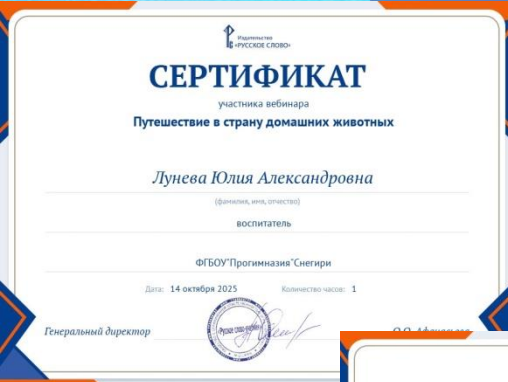 Издательство
«РУССКОЕ СЛОВО»
СЕРТИФИКАТ
участника вебинара
Путешествие в страну домашних животных
Лунева Юлия Александровна
(фамилия, имя, отчество)
воспитатель
ФГБОУ"Прогимназия"Снегири
Дата: 14 октября 2025 Количество часов: 1
Генеральный директор